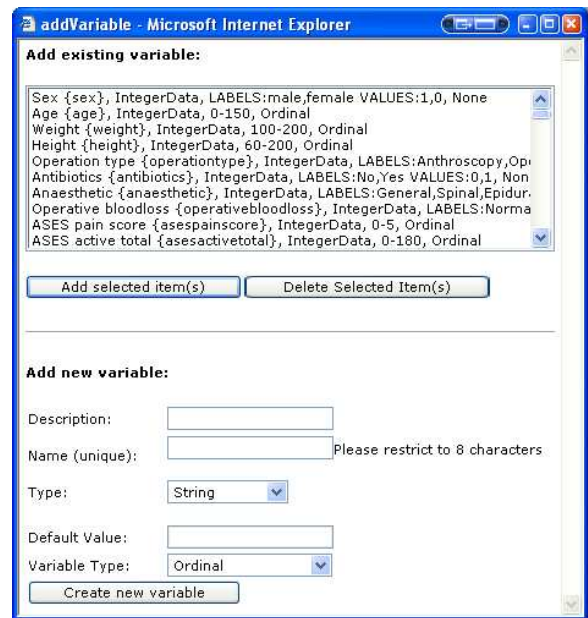 addVariable - Microsoft Internet Explorer
Add existing variable:
Sex {sex}, IntegerData, LABELS:male,female VALUES:1,0, None
Age {age}, IntegerData, 0-150, Ordinal
Weight {weight}, IntegerData, 100-200, Ordinal
Height {height}, IntegerData, 60-200, Ordinal
Operation type {operationtype}, IntegerData, LABELS:Anthroscopy,Ope
Antibiotics {antibiotics}, IntegerData, LABELS:No,Yes VALUES:0,1, Non
Anaesthetic {anaesthetic}, IntegerData, LABELS:General,Spinal,Epidura
Operative bloodloss {operativebloodloss}, IntegerData, LABELS:Norma
ASES pain score {asespainscore}, IntegerData, 0-5, Ordinal
ASES active total {asesactivetotal}, IntegerData, 0-180, Ordinal
Add selected item(s) Delete Selected Item(s)
Add new variable:
Description:
Name (unique): Please restrict to 8 characters
Type: String
Default Value:
Variable Type: Ordinal
Create new variable